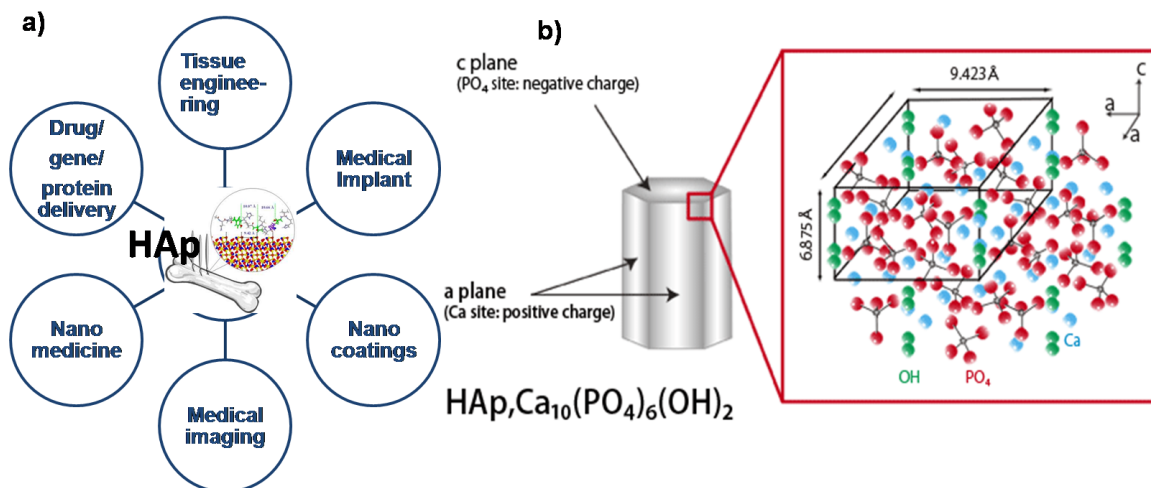 a)
Tissue
enginee-
ring
Drug/
gene/
protein
delivery
Medical
Implant
HAp
Nano
medicine
Nano
coatings
Medical
imaging
b)
c plane
(PO₄ site: negative charge)
a plane
(Ca site: positive charge)
HAp,Ca₁₀(PO₄)₆(OH)₂
9.423 Å
c
a
a
6.875 Å
Ca
OH
PO₄